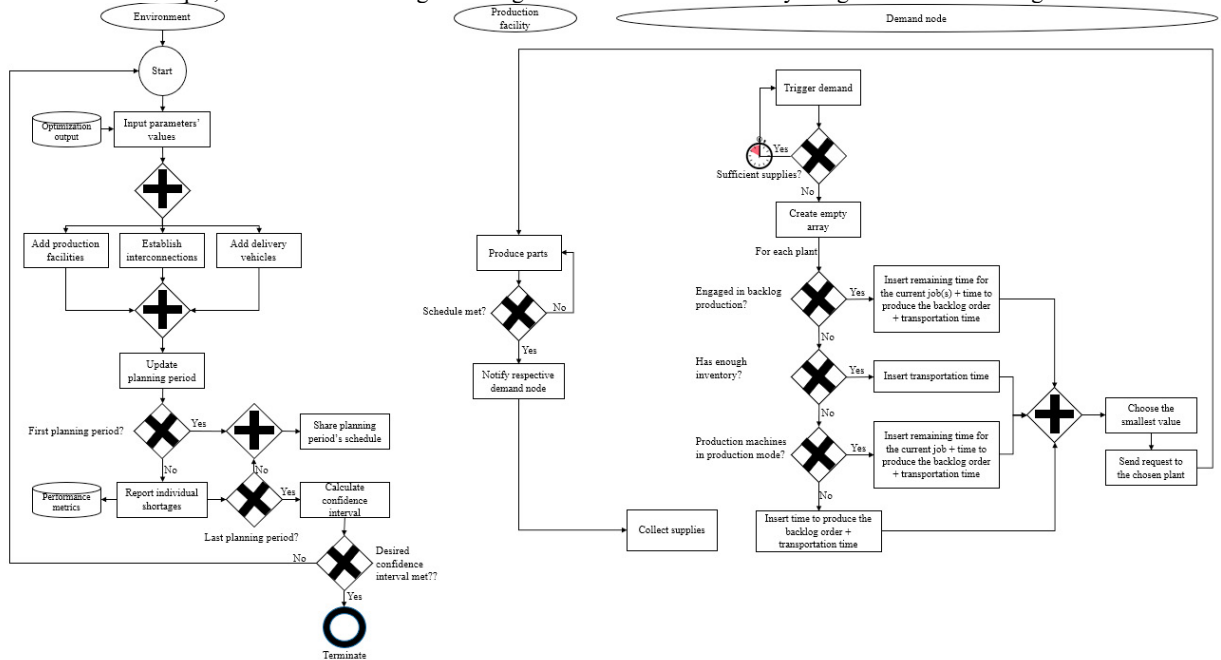 Environment
Production
facility
Demand node
Start
Input parameters'
values
Optimization
output
Add production
facilities
Establish
interconnections
Add delivery
vehicles
Update
planning period
First planning period?
Yes
No
Share planning
period's schedule
No
Performance
metrics
Report individual
shortages
Yes
Calculate
confidence
interval
Last planning period?
No
Desired
confidence
interval met??
Yes
Terminate
Produce parts
Schedule met?
No
Yes
Notify respective
demand node
Collect supplies
Trigger demand
Yes
Sufficient supplies?
No
Create empty
array
For each plant
Engaged in backlog
production?
Yes
Insert remaining time for
the current job(s) + time to
produce the backlog order
+ transportation time
No
Has enough
inventory?
Yes
Insert transportation time
No
Production machines
in production mode?
Yes
Insert remaining time for
the current job + time to
produce the backlog order
+ transportation time
No
Insert time to produce the
backlog order +
transportation time
Choose the
smallest value
Send request to
the chosen plant